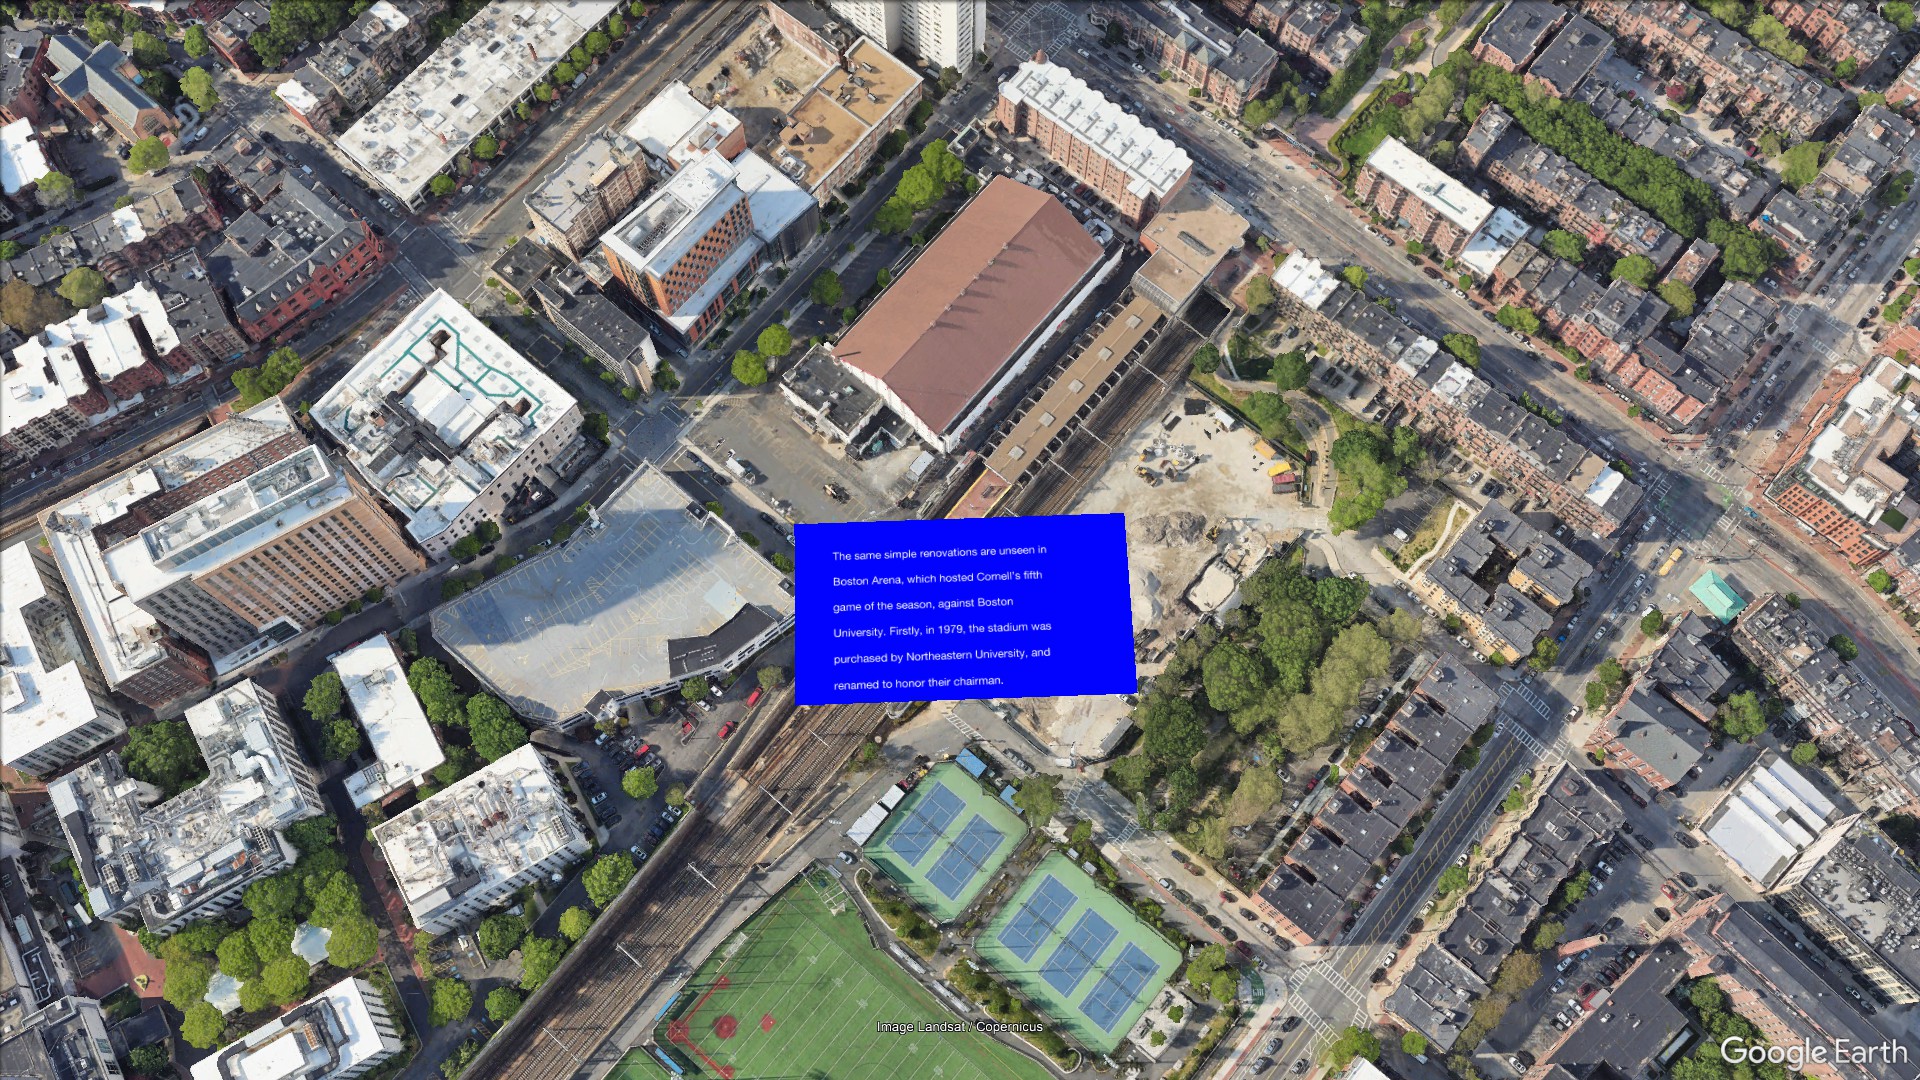 The same simple renovations are unseen in
Boston Arena, which hosted Cornell's fifth
game of the season, against Boston
University. Firstly, in 1979, the stadium was
purchased by Northeastern University, and
renamed to honor their chairman.
Image Landsat / Copernicus
Google Earth